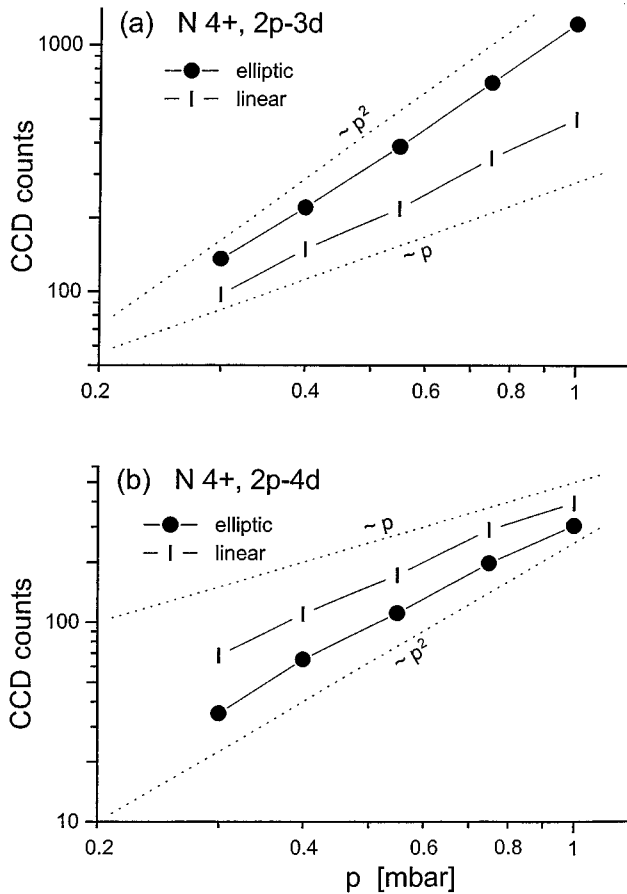 (a) N 4+, 2p-3d
1000
elliptic
linear
~ p²
CCD counts
~ p
100
0.2 0.4 0.6 0.8 1
(b) N 4+, 2p-4d
elliptic
linear
~ p
100
CCD counts
~ p²
10
0.2 0.4 0.6 0.8 1
p [mbar]